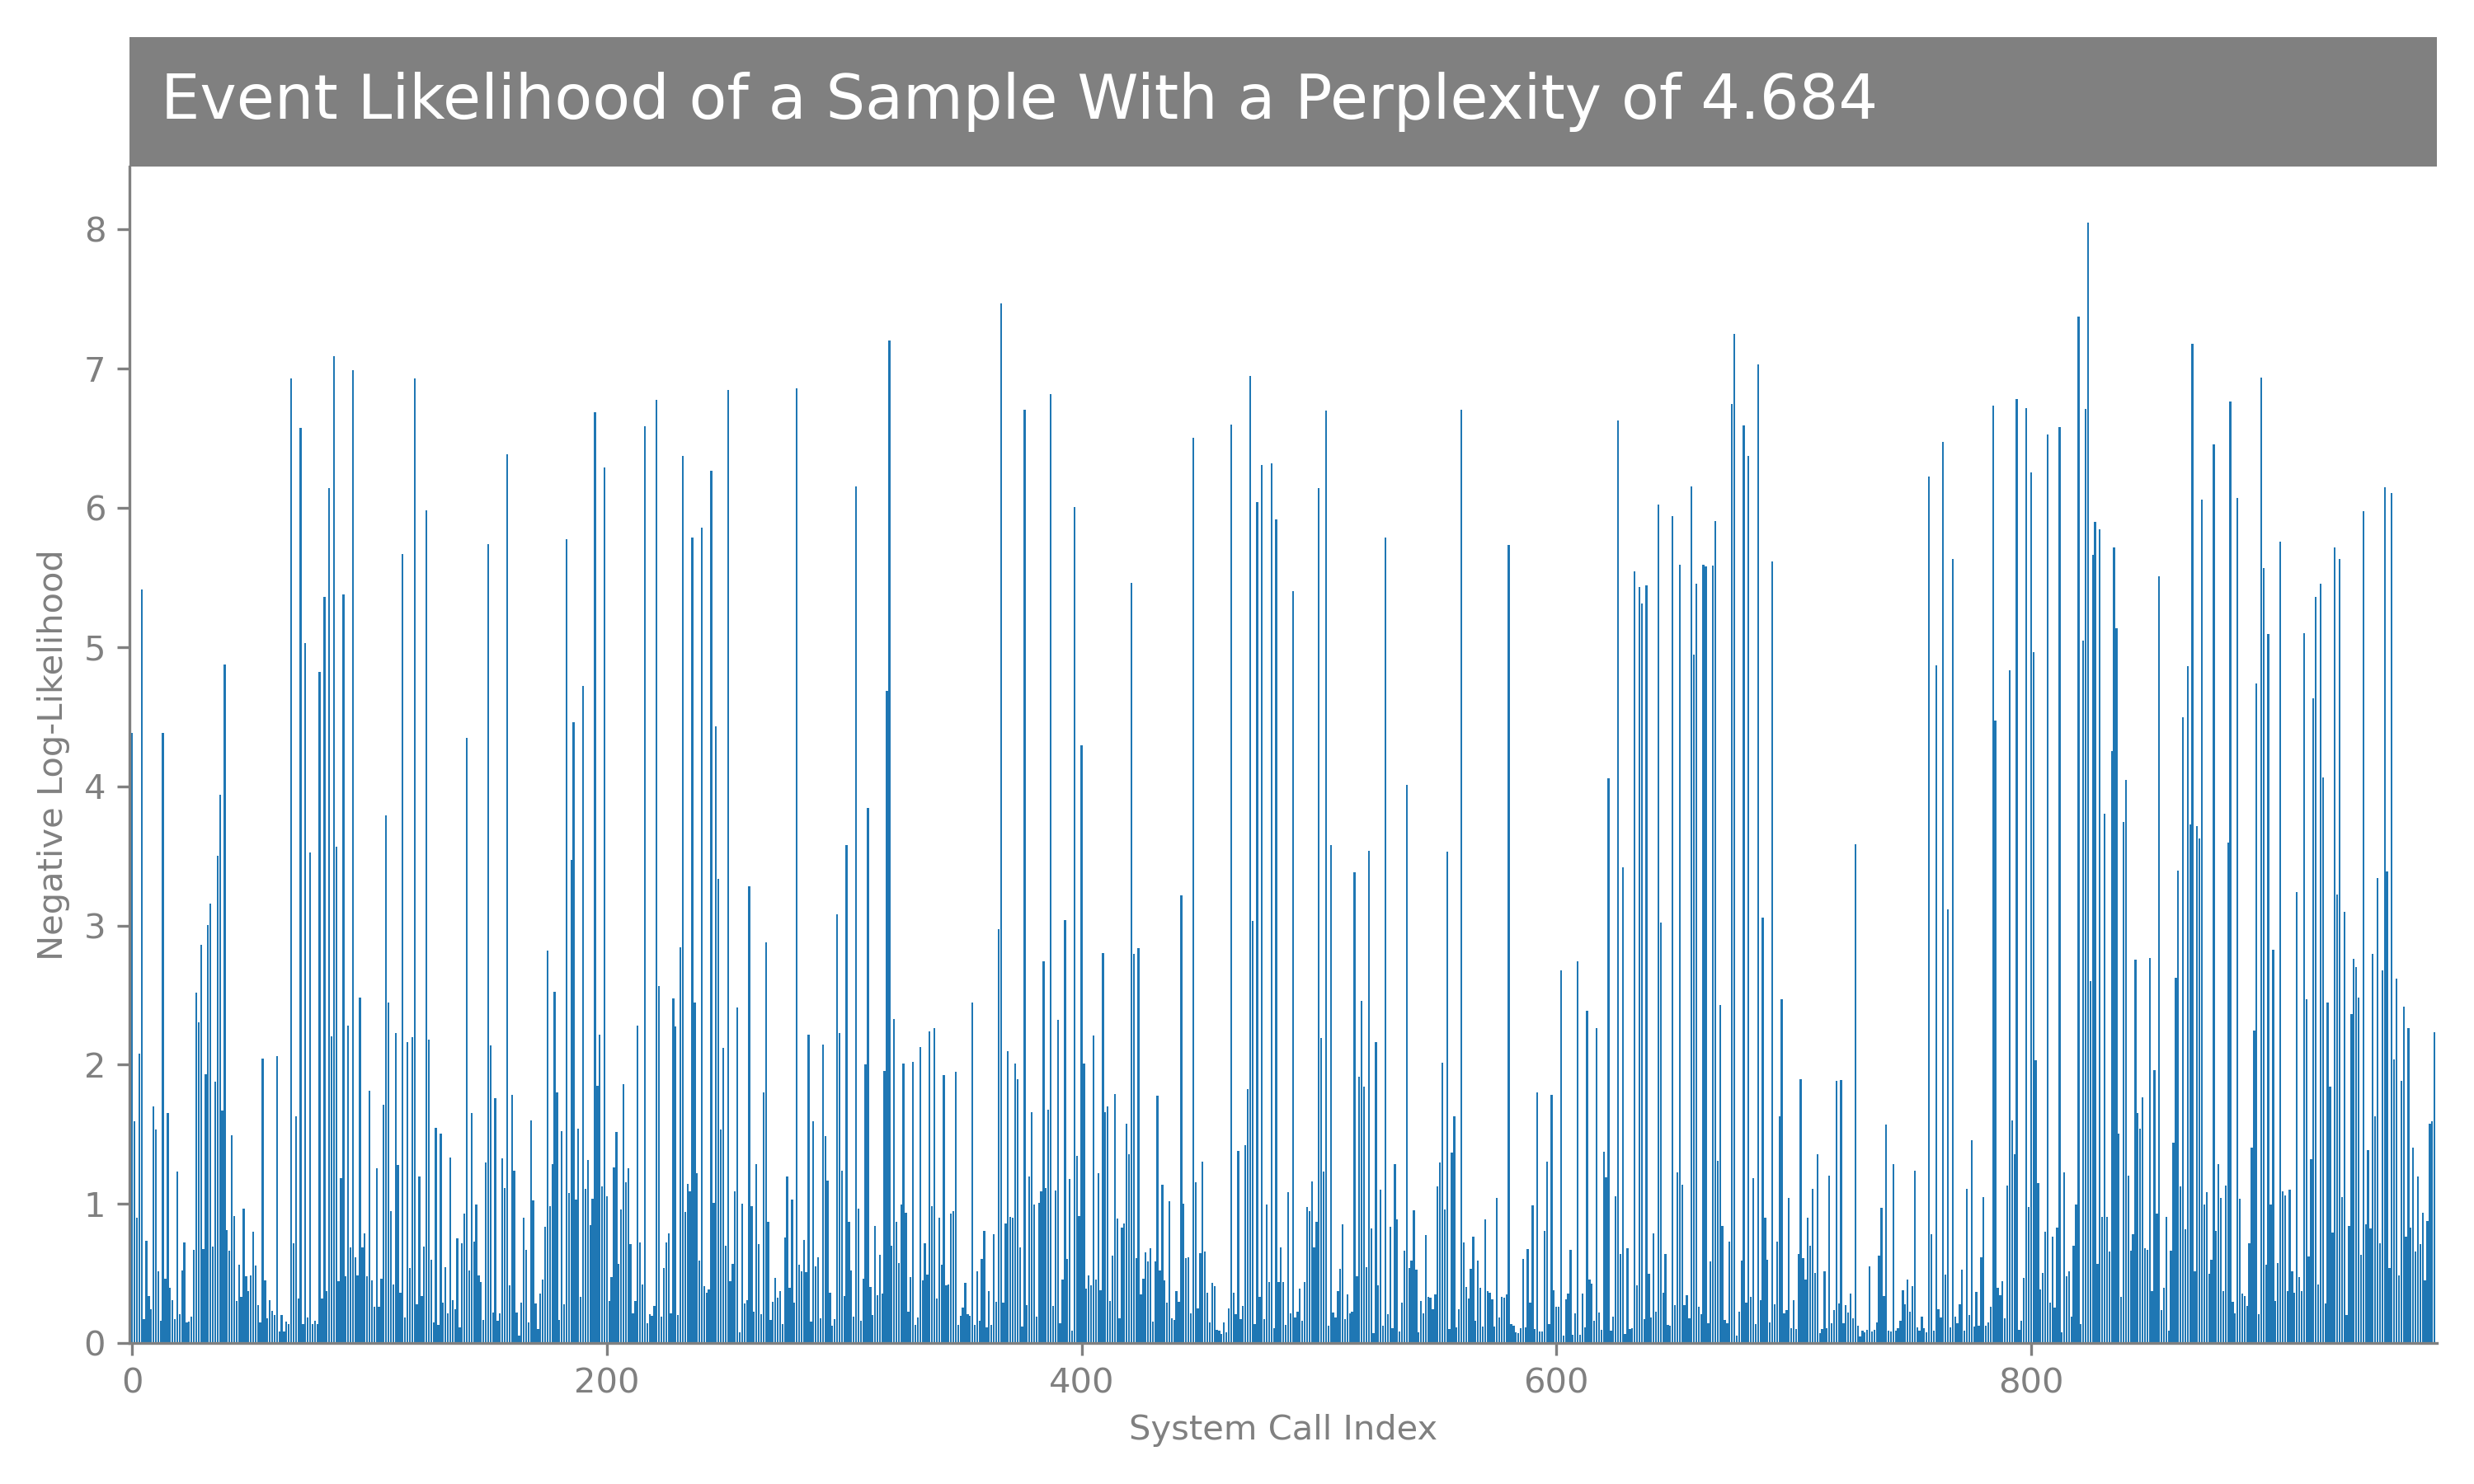 Event Likelihood of a Sample With a Perplexity of 4.684
Negative Log-Likelihood
8
7
6
5
4
3
2
1
0
0 200 400 600 800
System Call Index